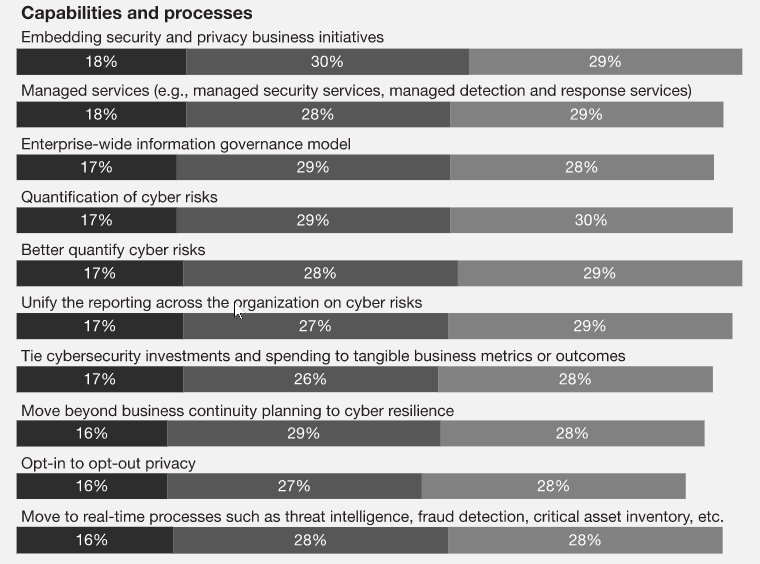 Capabilities and processes
Embedding security and privacy business initiatives
18% 30% 29%
Managed services (e.g., managed security services, managed detection and response services)
18% 28% 29%
Enterprise-wide information governance model
17% 29% 28%
Quantification of cyber risks
17% 29% 30%
Better quantify cyber risks
17% 28% 29%
Unify the reporting across the organization on cyber risks
17% 27% 29%
Tie cybersecurity investments and spending to tangible business metrics or outcomes
17% 26% 28%
Move beyond business continuity planning to cyber resilience
16% 29% 28%
Opt-in to opt-out privacy
16% 27% 28%
Move to real-time processes such as threat intelligence, fraud detection, critical asset inventory, etc.
16% 28% 28%